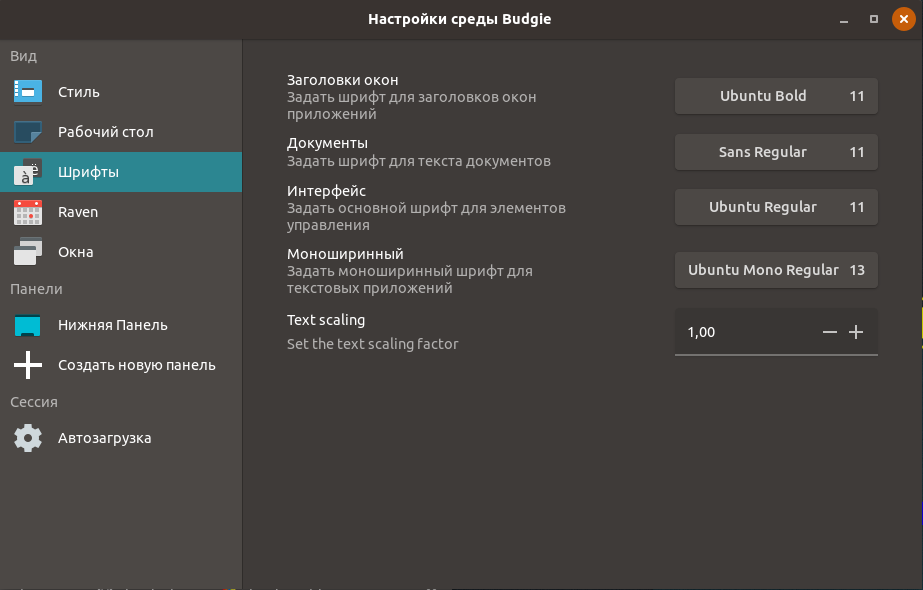 Настройки среды Budgie
Вид
Стиль
Рабочий стол
Шрифты
Raven
Окна
Панели
Нижняя Панель
Создать новую панель
Сессия
Автозагрузка
Заголовки окон
Задать шрифт для заголовков окон
приложений
Ubuntu Bold 11
Документы
Задать шрифт для текста документов
Sans Regular 11
Интерфейс
Задать основной шрифт для элементов
управления
Ubuntu Regular 11
Моноширинный
Задать моноширинный шрифт для
текстовых приложений
Ubuntu Mono Regular 13
Text scaling
Set the text scaling factor
1,00